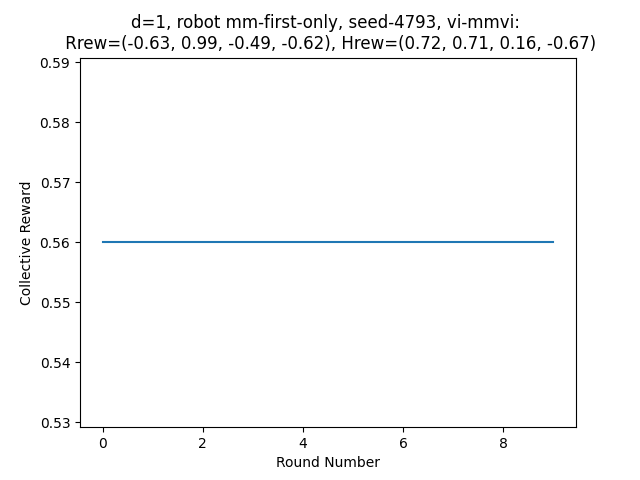 d=1, robot mm-first-only, seed-4793, vi-mmvi:
Rrew=(-0.63, 0.99, -0.49, -0.62), Hrew=(0.72, 0.71, 0.16, -0.67)
0.59
0.58
0.57
0.56
0.55
0.54
0.53
Collective Reward
0 2 4 6 8
Round Number